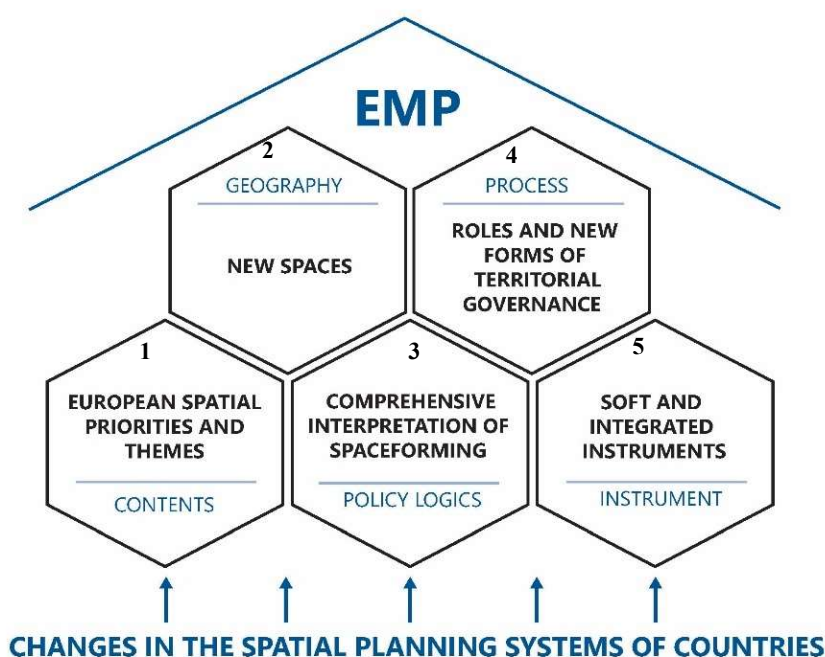 EMP
2
GEOGRAPHY
NEW SPACES
4
PROCESS
ROLES AND NEW
FORMS OF
TERRITORIAL
GOVERNANCE
1
EUROPEAN SPATIAL
PRIORITIES AND
THEMES
CONTENTS
3
COMPREHENSIVE
INTERPRETATION OF
SPACEFORMING
POLICY LOGICS
5
SOFT AND
INTEGRATED
INSTRUMENTS
INSTRUMENT
CHANGES IN THE SPATIAL PLANNING SYSTEMS OF COUNTRIES